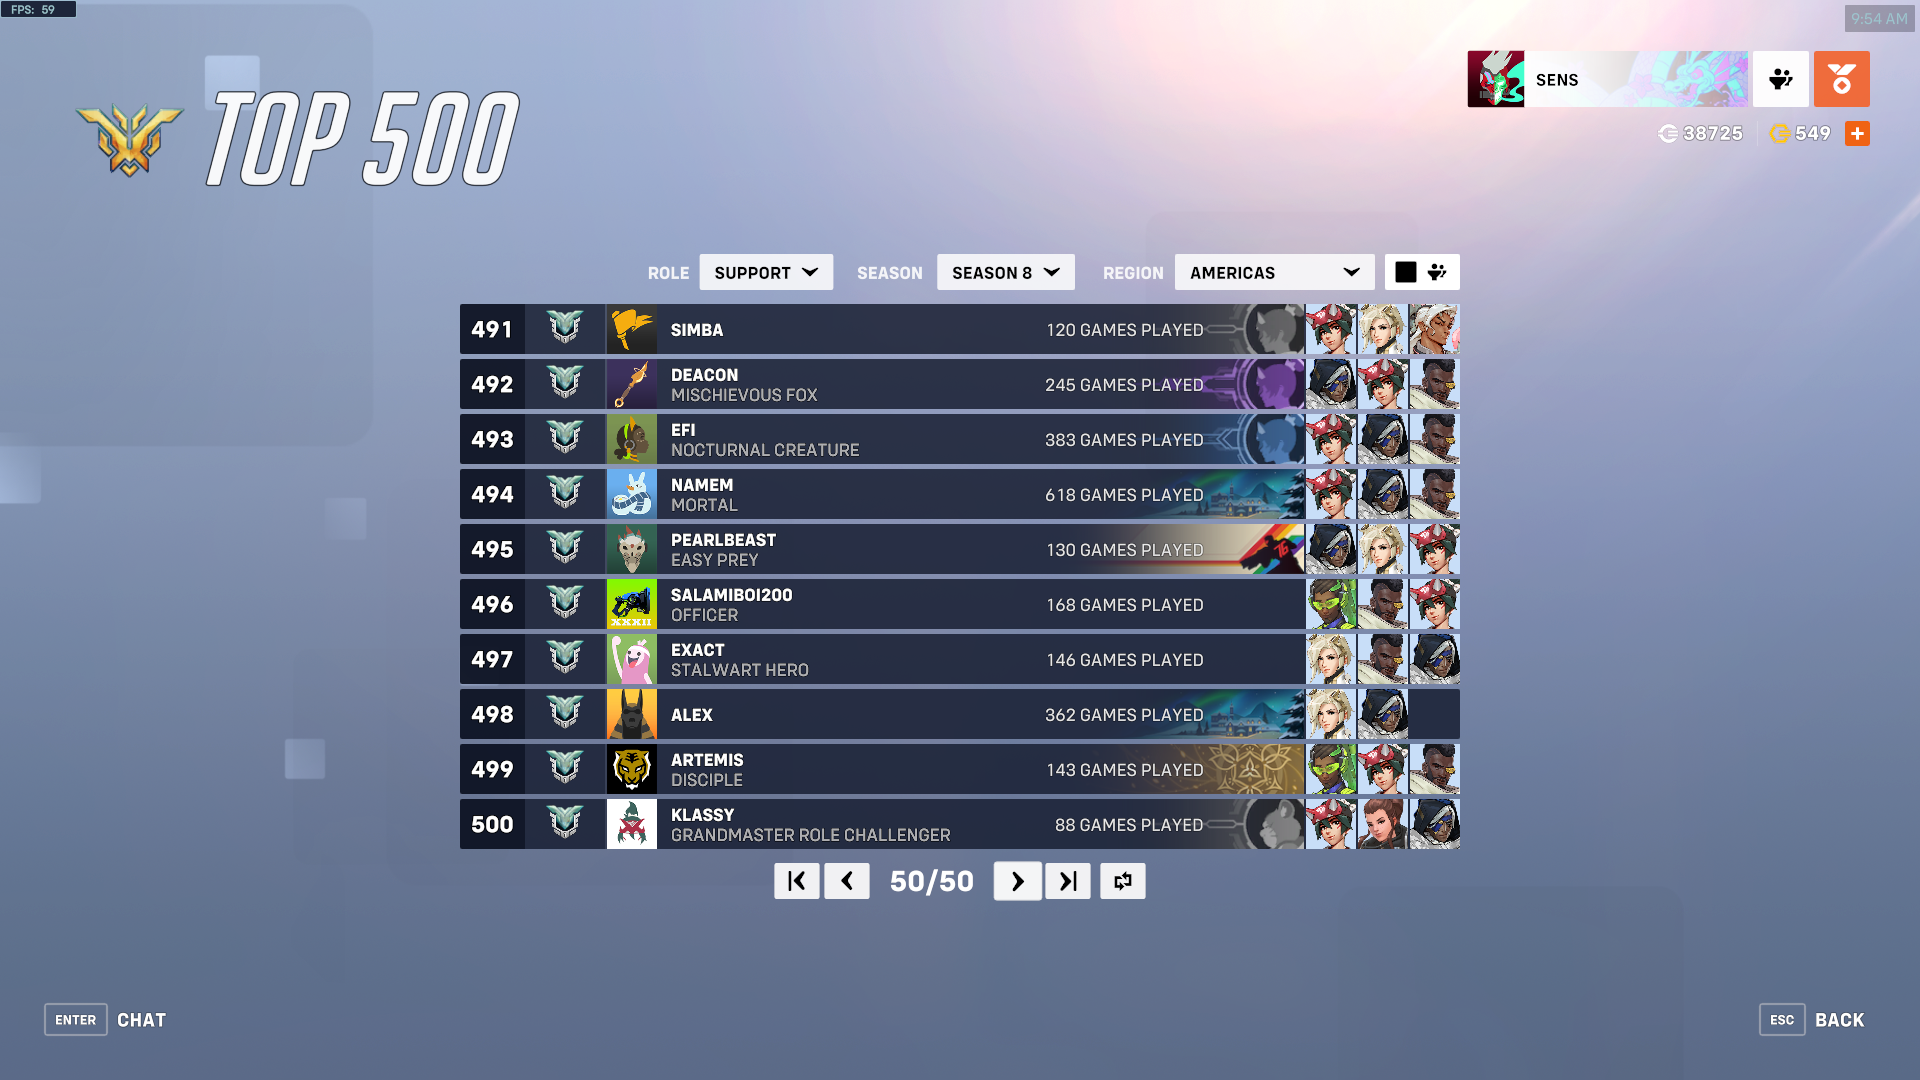 FPS: 59
9:54 AM
TOP 500
SENS
38725
549
ROLE SUPPORT SEASON SEASON 8 REGION AMERICAS
491 SIMBA 120 GAMES PLAYED
492 DEACON 245 GAMES PLAYED
MISCHIEVOUS FOX
493 EFI 383 GAMES PLAYED
NOCTURNAL CREATURE
494 NAMEM 618 GAMES PLAYED
MORTAL
495 PEARLBEAST 130 GAMES PLAYED
76
EASY PREY
496 SALAMIBOI200 168 GAMES PLAYED
OFFICER
XXXII
497 EXACT 146 GAMES PLAYED
STALWART HERO
498 ALEX 362 GAMES PLAYED
499 ARTEMIS 143 GAMES PLAYED
DISCIPLE
500 KLASSY 88 GAMES PLAYED
GRANDMASTER ROLE CHALLENGER
50/50
ENTER CHAT
ESC BACK